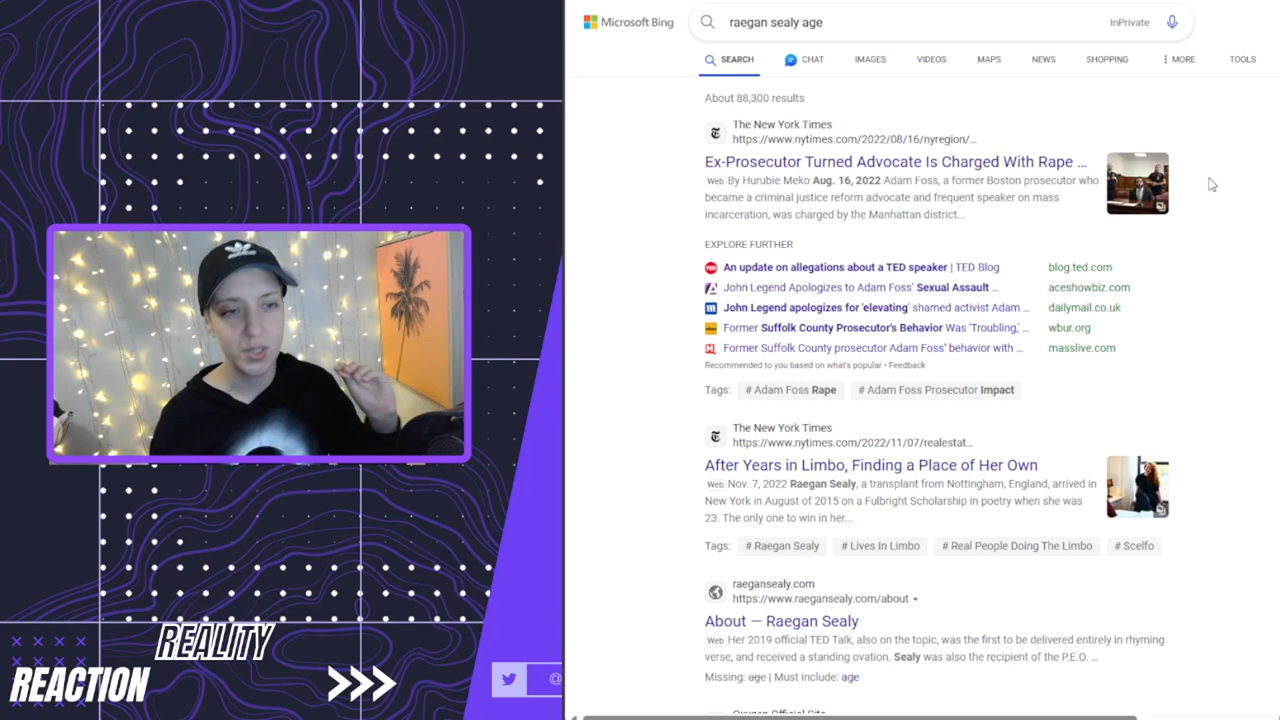 Microsoft Bing
raegan sealy age
InPrivate
SEARCH
CHAT
IMAGES
VIDEOS
MAPS
NEWS
SHOPPING
MORE
TOOLS
About 88,300 results
The New York Times
https://www.nytimes.com/2022/08/16/nyregion/...
Ex-Prosecutor Turned Advocate Is Charged With Rape ...
Web By Hurubie Meko Aug. 16, 2022 Adam Foss, a former Boston prosecutor who
became a criminal justice reform advocate and frequent speaker on mass
incarceration, was charged by the Manhattan district...
EXPLORE FURTHER
An update on allegations about a TED speaker | TED Blog blog.ted.com
John Legend Apologizes to Adam Foss' Sexual Assault ... aceshowbiz.com
John Legend apologizes for 'elevating' shamed activist Adam ... dailymail.co.uk
Former Suffolk County Prosecutor's Behavior Was 'Troubling,' ... wbur.org
Former Suffolk County prosecutor Adam Foss' behavior with ... masslive.com
Recommended to you based on what's popular • Feedback
Tags: # Adam Foss Rape # Adam Foss Prosecutor Impact
The New York Times
https://www.nytimes.com/2022/11/07/realestat...
After Years in Limbo, Finding a Place of Her Own
Web Nov. 7, 2022 Raegan Sealy, a transplant from Nottingham, England, arrived in
New York in August of 2015 on a Fulbright Scholarship in poetry when she was
23. The only one to win in her...
Tags: # Raegan Sealy # Lives In Limbo # Real People Doing The Limbo # Scelfo
raegansealy.com
https://www.raegansealy.com/about
About — Raegan Sealy
Web Her 2019 official TED Talk, also on the topic, was the first to be delivered entirely in rhyming
verse, and received a standing ovation. Sealy was also the recipient of the P.E.O. ...
Missing: age | Must include: age
REALITY
REACTION
@